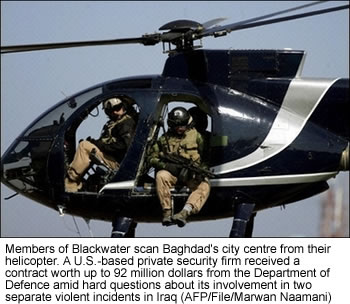 Members of Blackwater scan Baghdad's city centre from their
helicopter. A U.S.-based private security firm received a
contract worth up to 92 million dollars from the Department of
Defence amid hard questions about its involvement in two
separate violent incidents in Iraq (AFP/File/Marwan Naamani)